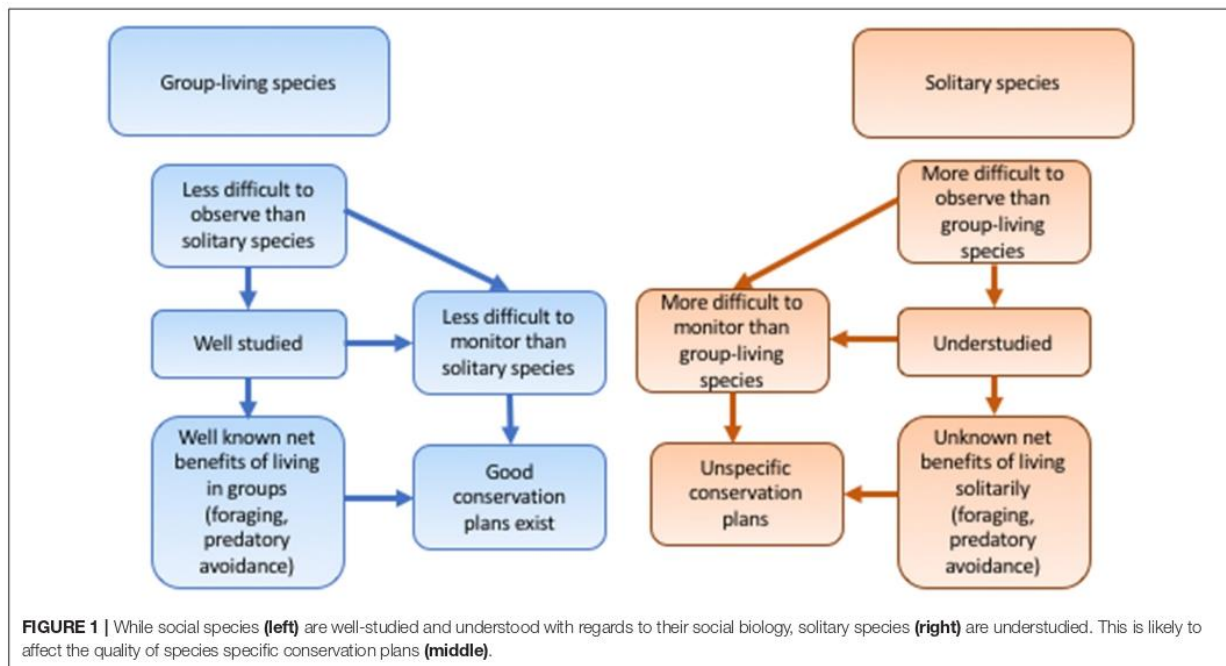 Group-living species
Solitary species
Less difficult to
observe than
solitary species
More difficult to
observe than
group-living
species
Well studied
Less difficult to
monitor than
solitary species
More difficult to
monitor than
group-living
species
Understudied
Well known net
benefits of living
in groups
(foraging,
predatory
avoidance)
Good
conservation
plans exist
Unspecific
conservation
plans
Unknown net
benefits of living
solitarily
(foraging,
predatory
avoidance)
FIGURE 1 | While social species (left) are well-studied and understood with regards to their social biology, solitary species (right) are understudied. This is likely to
affect the quality of species specific conservation plans (middle).